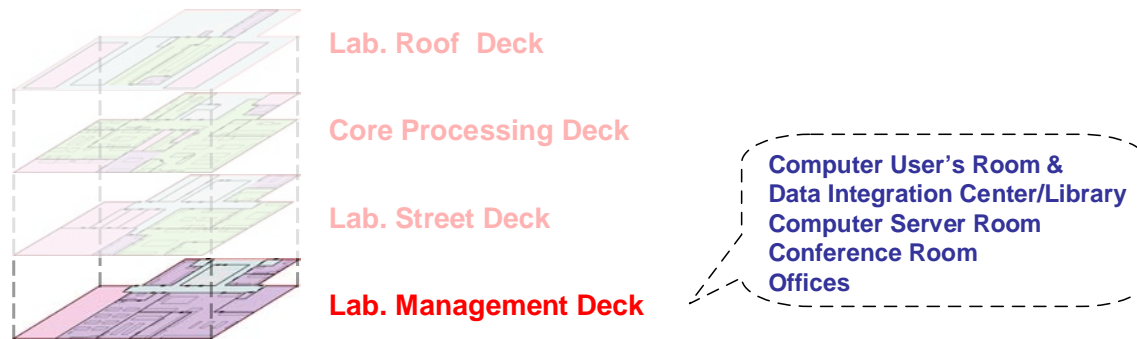 Lab. Roof Deck
Core Processing Deck
Lab. Street Deck
Lab. Management Deck
Computer User's Room &
Data Integration Center/Library
Computer Server Room
Conference Room
Offices